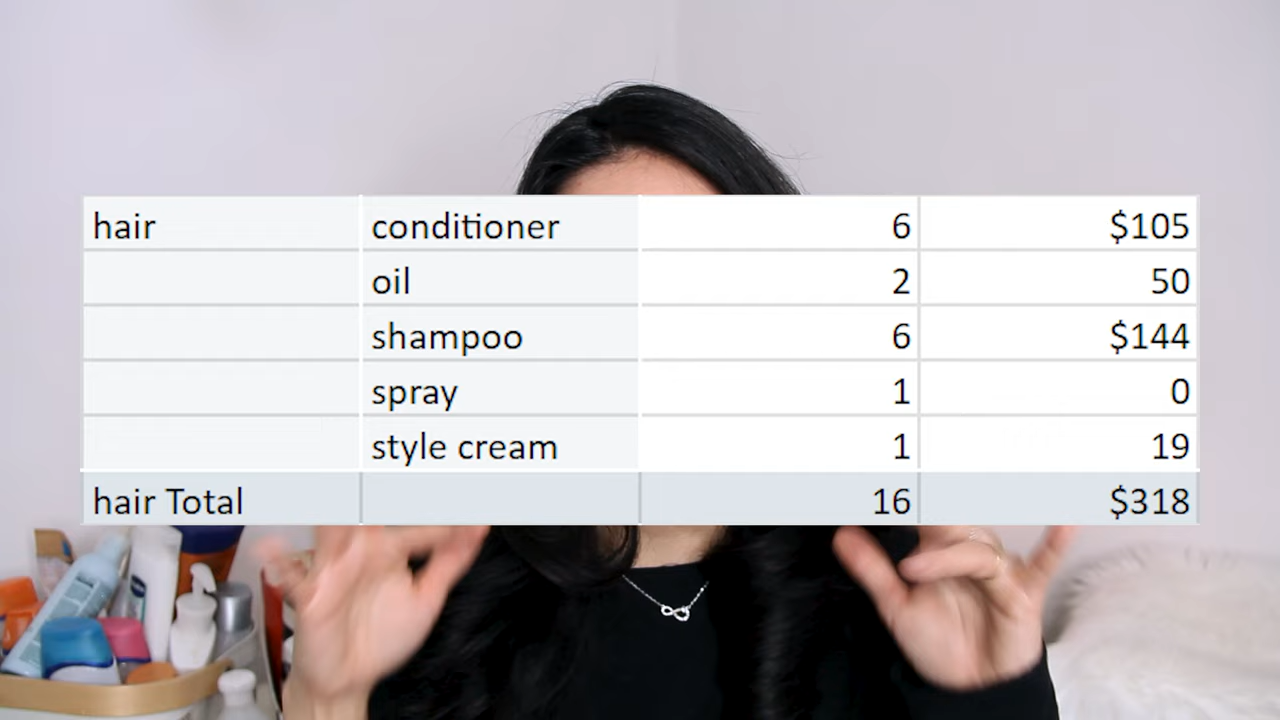 hair conditioner 6 $105
oil 2 50
shampoo 6 $144
spray 1 0
style cream 1 19
hair Total 16 $318